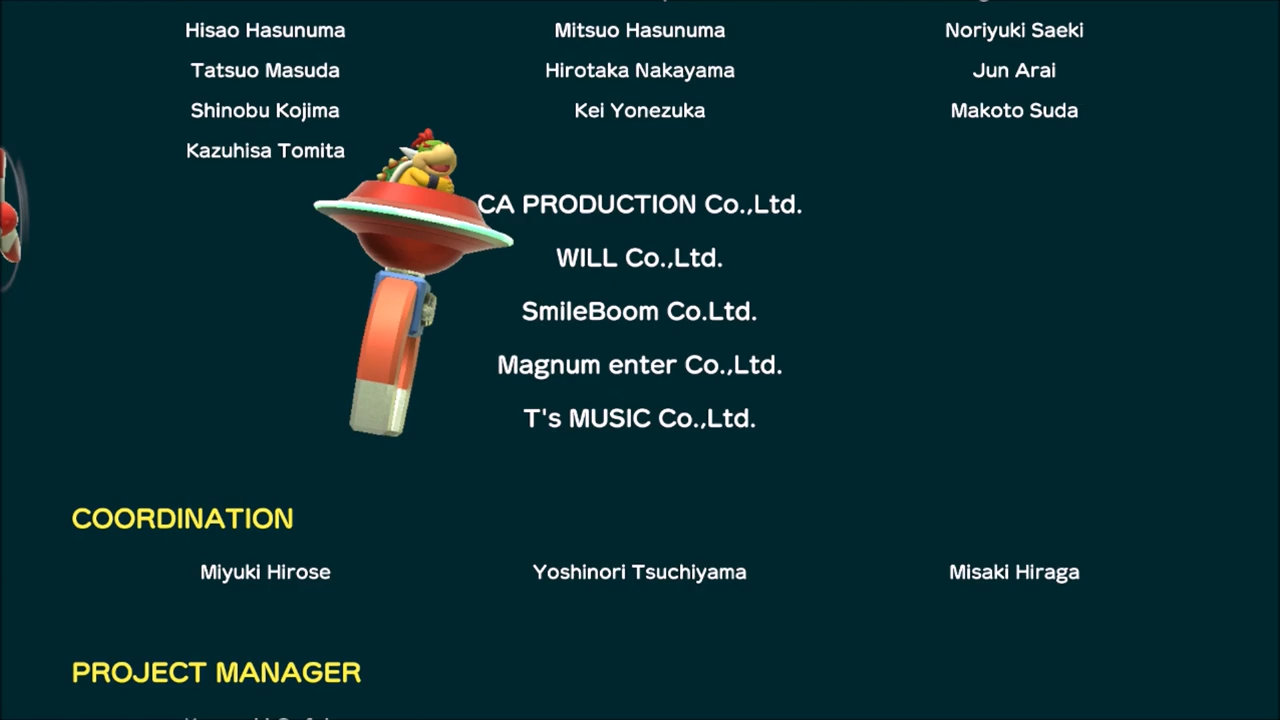 Hisao Hasunuma Mitsuo Hasunuma Noriyuki Saeki
Tatsuo Masuda Hirotaka Nakayama Jun Arai
Shinobu Kojima Kei Yonezuka Makoto Suda
Kazuhisa Tomita
CA PRODUCTION Co.,Ltd.
WILL Co.,Ltd.
SmileBoom Co.Ltd.
Magnum enter Co.,Ltd.
T's MUSIC Co.,Ltd.
COORDINATION
Miyuki Hirose Yoshinori Tsuchiyama Misaki Hiraga
PROJECT MANAGER